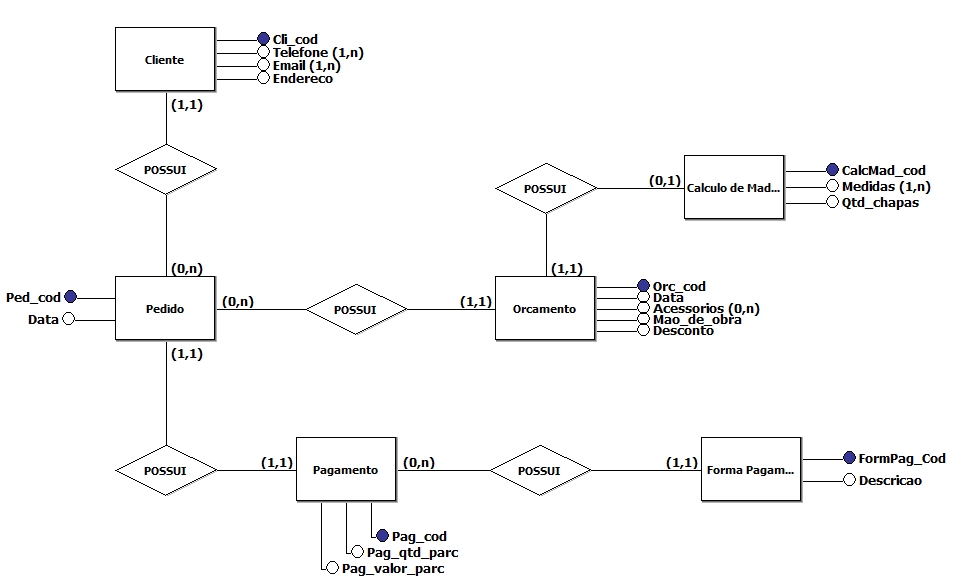 Cliente
Cli_cod
Telefone (1,n)
Email (1,n)
Endereco
(1,1)
POSSUI
(0,n)
Ped_cod
Data
Pedido
(0,n)
POSSUI
(1,1)
Orcamento
Orc_cod
Data
Acessorios (0,n)
Mao_de_obra
Desconto
(1,1)
POSSUI
(0,1)
Calculo de Mad...
CalcMad_cod
Medidas (1,n)
Qtd_chapas
(1,1)
POSSUI
(1,1)
Pagamento
Pag_cod
Pag_qtd_parc
Pag_valor_parc
(0,n)
POSSUI
(1,1)
Forma Pagam...
FormPag_Cod
Descricao